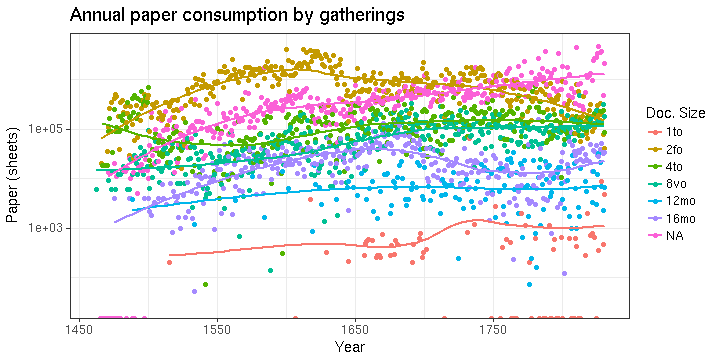 Annual paper consumption by gatherings
Paper (sheets)
1e+05
1e+03
1450
1550
1650
1750
Year
Doc. Size
1to
2fo
4to
8vo
12mo
16mo
NA